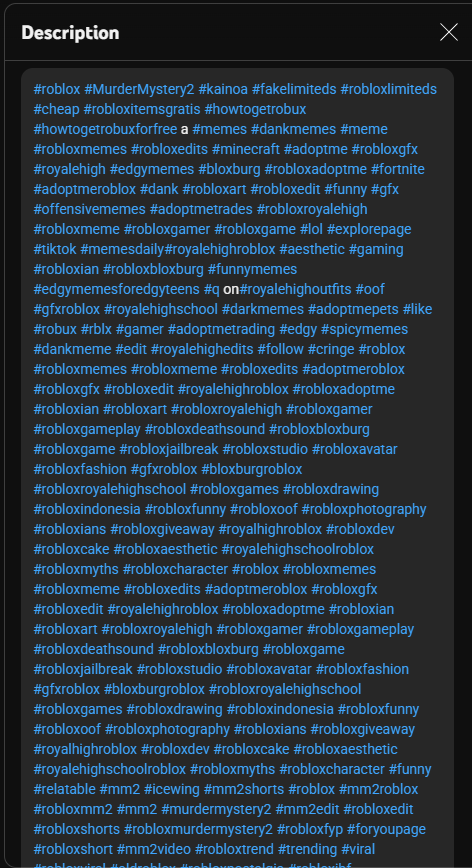 Description
#roblox #MurderMystery2 #kainoa #fakelimiteds #robloxlimiteds
#cheap #robloxitemsgratis #howtogetrobux
#howtogetrobuxforfree a #memes #dankmemes #meme
#robloxmemes #robloxedits #minecraft #adoptme #robloxgfx
#royalehigh #edgymemes #bloxburg #robloxadoptme #fortnite
#adoptmeroblox #dank #robloxart #robloxedit #funny #gfx
#offensivememes #adoptmetrades #robloxroyalehigh
#robloxmeme #robloxgamer #robloxgame #lol #explorepage
#tiktok #memesdaily#royalehighroblox #aesthetic #gaming
#robloxian #robloxbloxburg #funnymemes
#edgymemesforedgyteens #q on#royalehighoutfits #oof
#gfxroblox #royalehighschool #darkmemes #adoptmepets #like
#robux #rblx #gamer #adoptmetrading #edgy #spicymemes
#dankmeme #edit #royalehighedits #follow #cringe #roblox
#robloxmemes #robloxmeme #robloxedits #adoptmeroblox
#robloxgfx #robloxedit #royalehighroblox #robloxadoptme
#robloxian #robloxart #robloxroyalehigh #robloxgamer
#robloxgameplay #robloxdeathsound #robloxbloxburg
#robloxgame #robloxjailbreak #robloxstudio #robloxavatar
#robloxfashion #gfxroblox #bloxburgroblox
#robloxroyalehighschool #robloxgames #robloxdrawing
#robloxindonesia #robloxfunny #robloxoof #robloxphotography
#robloxians #robloxgiveaway #royalhighroblox #robloxdev
#robloxcake #robloxaesthetic #royalehighschoolroblox
#robloxmyths #robloxcharacter #roblox #robloxmemes
#robloxmeme #robloxedits #adoptmeroblox #robloxgfx
#robloxedit #royalehighroblox #robloxadoptme #robloxian
#robloxart #robloxroyalehigh #robloxgamer #robloxgameplay
#robloxdeathsound #robloxbloxburg #robloxgame
#robloxjailbreak #robloxstudio #robloxavatar #robloxfashion
#gfxroblox #bloxburgroblox #robloxroyalehighschool
#robloxgames #robloxdrawing #robloxindonesia #robloxfunny
#robloxoof #robloxphotography #robloxians #robloxgiveaway
#royalhighroblox #robloxdev #robloxcake #robloxaesthetic
#royalehighschoolroblox #robloxmyths #robloxcharacter #funny
#relatable #mm2 #icewing #mm2shorts #roblox #mm2roblox
#robloxmm2 #mm2 #murdermystery2 #mm2edit #robloxedit
#robloxshorts #robloxmurdermystery2 #robloxfyp #foryoupage
#robloxshort #mm2video #robloxtrend #trending #viral